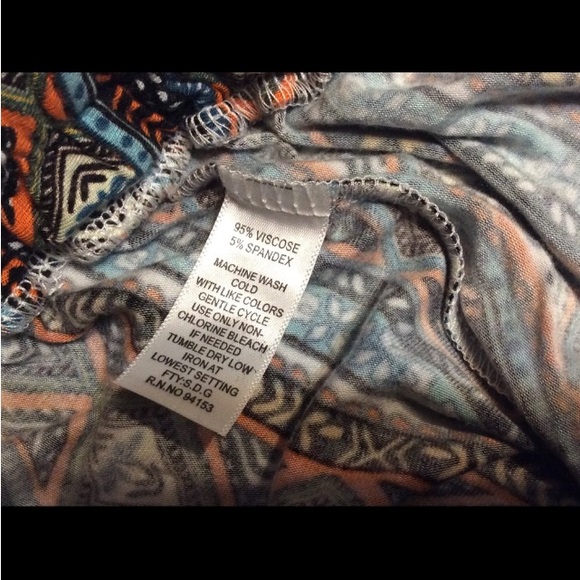 95% VISCOSE
5% SPANDEX
MACHINE WASH
COLD
WITH LIKE COLORS
GENTLE CYCLE
USE ONLY NON-
CHLORINE BLEACH
IF NEEDED
TUMBLE DRY LOW
IRON AT
LOWEST SETTING
FTY:S.D.G
R.N.NO 94153